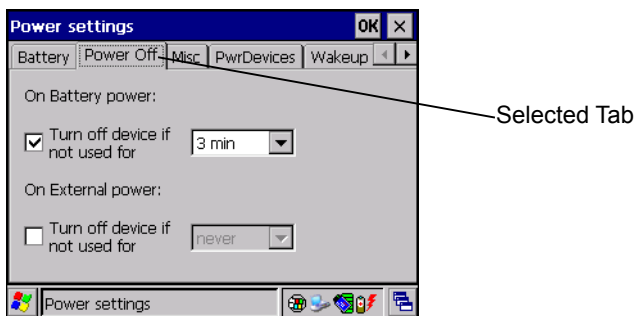 Power settings OK ×
Battery Power Off Misc PwrDevices Wakeup
Selected Tab
On Battery power:
Turn off device if
not used for
3 min
On External power:
Turn off device if
not used for
never
Power settings